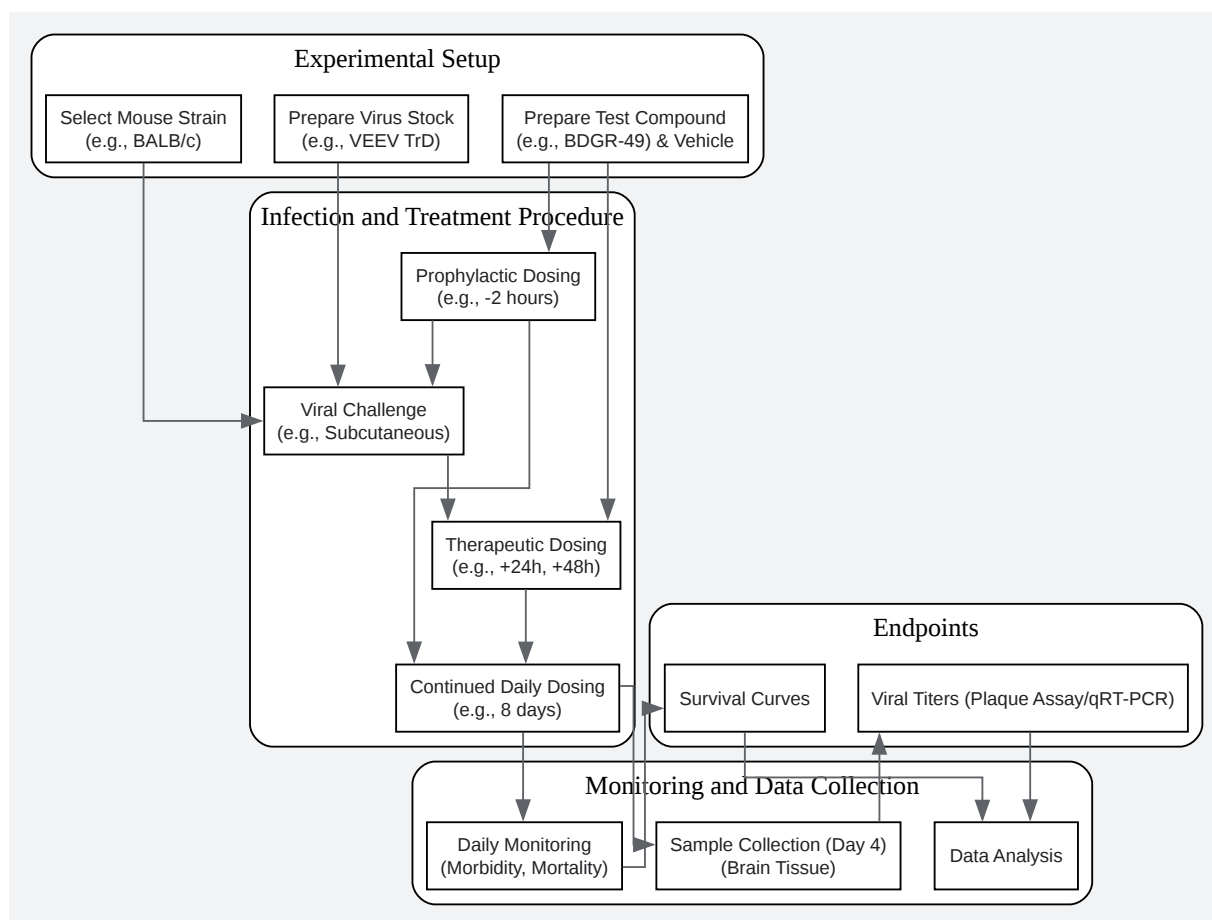 Experimental Setup
Select Mouse Strain
(e.g., BALB/c)
Prepare Virus Stock
(e.g., VEEV TrD)
Prepare Test Compound
(e.g., BDGR-49) & Vehicle
Infection and Treatment Procedure
Prophylactic Dosing
(e.g., -2 hours)
Viral Challenge
(e.g., Subcutaneous)
Therapeutic Dosing
(e.g., +24h, +48h)
Continued Daily Dosing
(e.g., 8 days)
Endpoints
Survival Curves
Viral Titers (Plaque Assay/qRT-PCR)
Monitoring and Data Collection
Daily Monitoring
(Morbidity, Mortality)
Sample Collection (Day 4)
(Brain Tissue)
Data Analysis